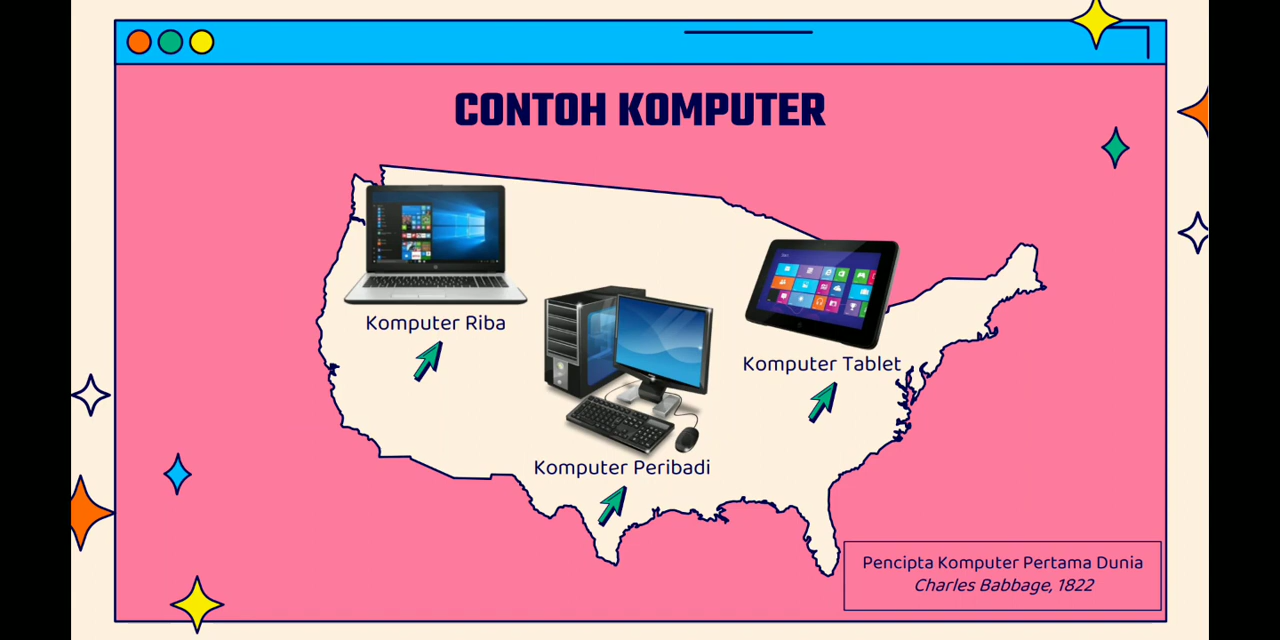 CONTOH KOMPUTER
Komputer Riba
Komputer Tablet
Komputer Peribadi
Pencipta Komputer Pertama Dunia
Charles Babbage, 1822